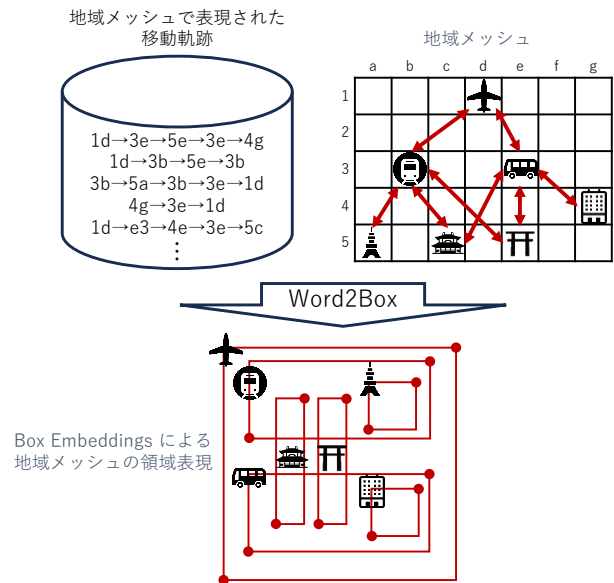 地域メッシュで表現された
移動軌跡
1d→3e→5e→3e→4g
1d→3b→5e→3b
3b→5a→3b→3e→1d
4g→3e→1d
1d→e3→4e→3e→5c
⋮
地域メッシュ
a b c d e f g
1
2
3
4
5
Word2Box
Box Embeddings による
地域メッシュの領域表現